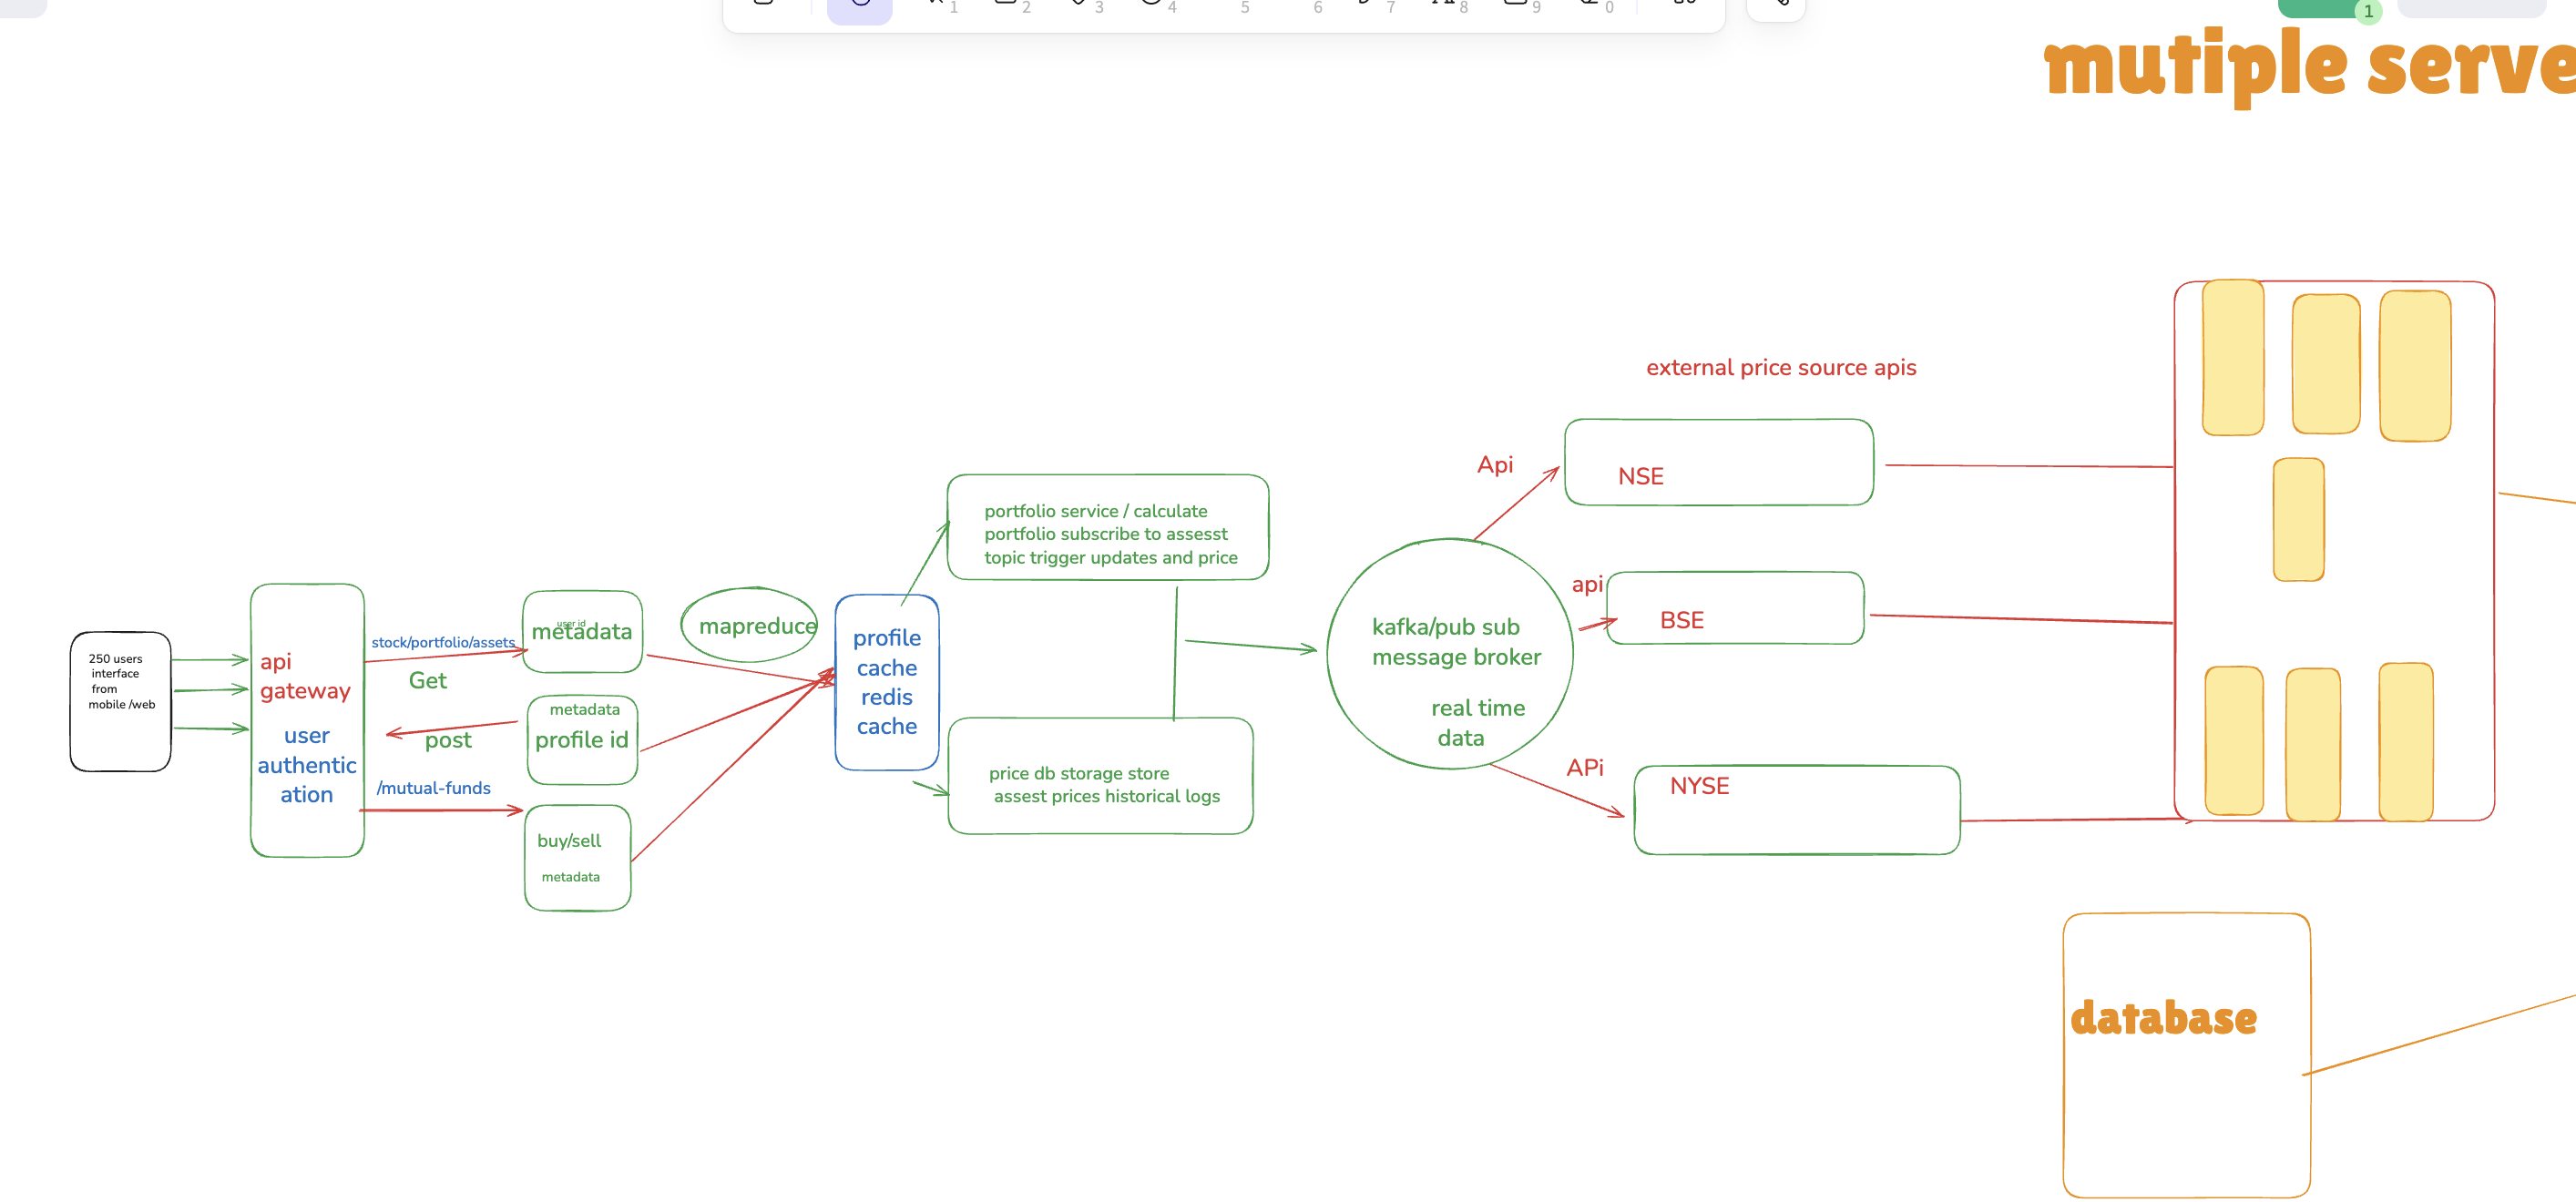 1
2
3
4
5
6
7
8
9
0
1
mutiple serve
external price source apis
Api
NSE
portfolio service / calculate
portfolio subscribe to assesst
topic trigger updates and price
api
BSE
user id
metadata
mapreduce
kafka/pub sub
message broker
real time
data
profile
cache
redis
cache
stock/portfolio/assets
250 users
interface
from
mobile /web
api
gateway
user
authentic
ation
Get
metadata
profile id
post
/mutual-funds
APi
NYSE
price db storage store
assest prices historical logs
buy/sell
metadata
database